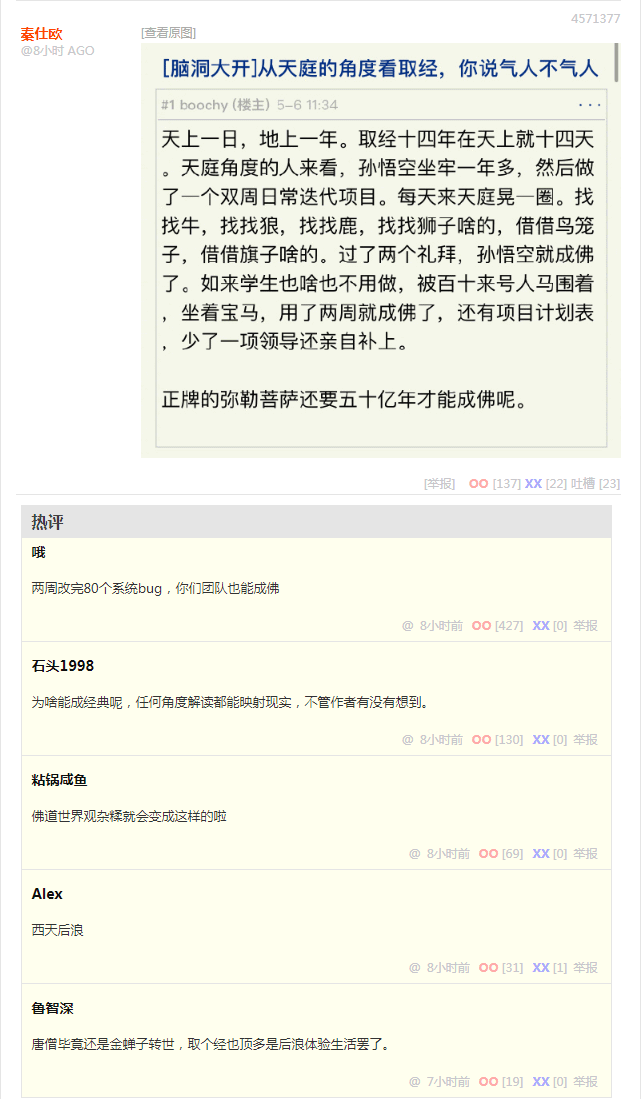 4571377
秦仕欧
[查看原图]
@8小时 AGO
[脑洞大开]从天庭的角度看取经，你说气人不气人
#1 boochy (楼主) 5-6 11:34
···
天上一日，地上一年。取经十四年在天上就十四天
。天庭角度的人来看，孙悟空坐牢一年多，然后做
了一个双周日常迭代项目。每天来天庭晃一圈。找
找牛，找找狼，找找鹿，找找狮子啥的，借借鸟笼
子，借借旗子啥的。过了两个礼拜，孙悟空就成佛
了。如来学生也啥也不用做，被百十来号人马围着
，坐着宝马，用了两周就成佛了，还有项目计划表
，少了一项领导还亲自补上。
正牌的弥勒菩萨还要五十亿年才能成佛呢。
[举报] OO [137] XX [22] 吐槽 [23]
热评
哦
两周改完80个系统bug，你们团队也能成佛
@ 8小时前 OO [427] XX [0] 举报
石头1998
为啥能成经典呢，任何角度解读都能映射现实，不管作者有没有想到。
@ 8小时前 OO [130] XX [0] 举报
粘锅咸鱼
佛道世界观杂糅就会变成这样的啦
@ 8小时前 OO [69] XX [0] 举报
Alex
西天后浪
@ 8小时前 OO [31] XX [1] 举报
鲁智深
唐僧毕竟还是金蝉子转世，取个经也顶多是后浪体验生活罢了。
@ 7小时前 OO [19] XX [0] 举报